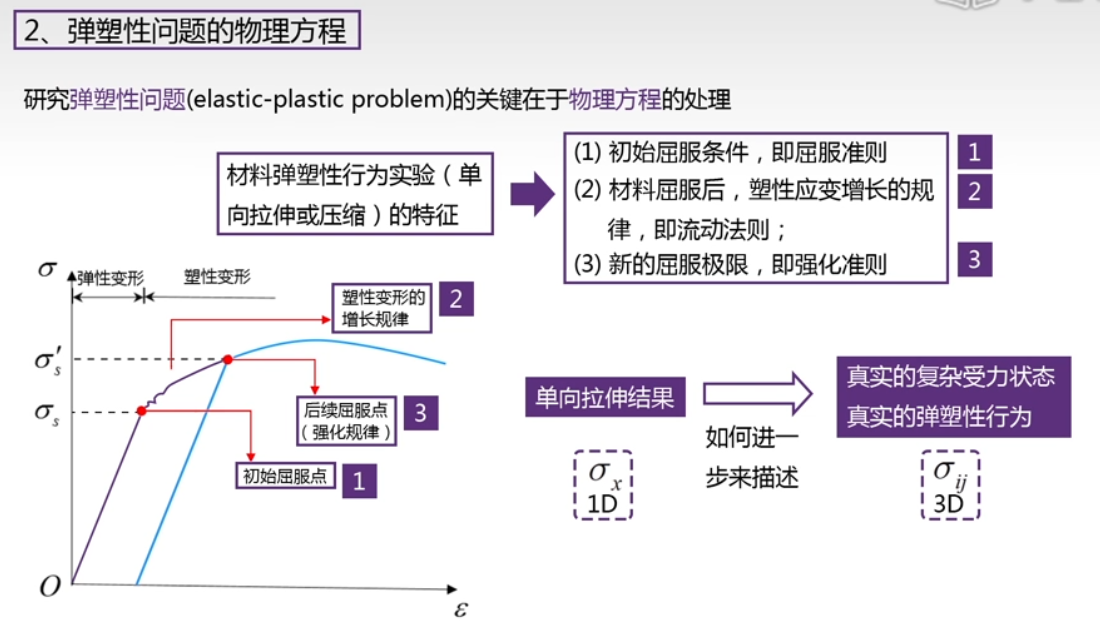 2、弹塑性问题的物理方程
研究弹塑性问题(elastic-plastic problem)的关键在于物理方程的处理
材料弹塑性行为实验（单
向拉伸或压缩）的特征
(1) 初始屈服条件，即屈服准则
1
(2) 材料屈服后，塑性应变增长的规
律，即流动法则；
2
(3) 新的屈服极限，即强化准则
3
σ
弹性变形
塑性变形
塑性变形的
增长规律
2
σ′s
σs
后续屈服点
（强化规律）
3
初始屈服点
1
O
ε
单向拉伸结果
如何进一
步来描述
真实的复杂受力状态
真实的弹塑性行为
σx
1D
σij
3D